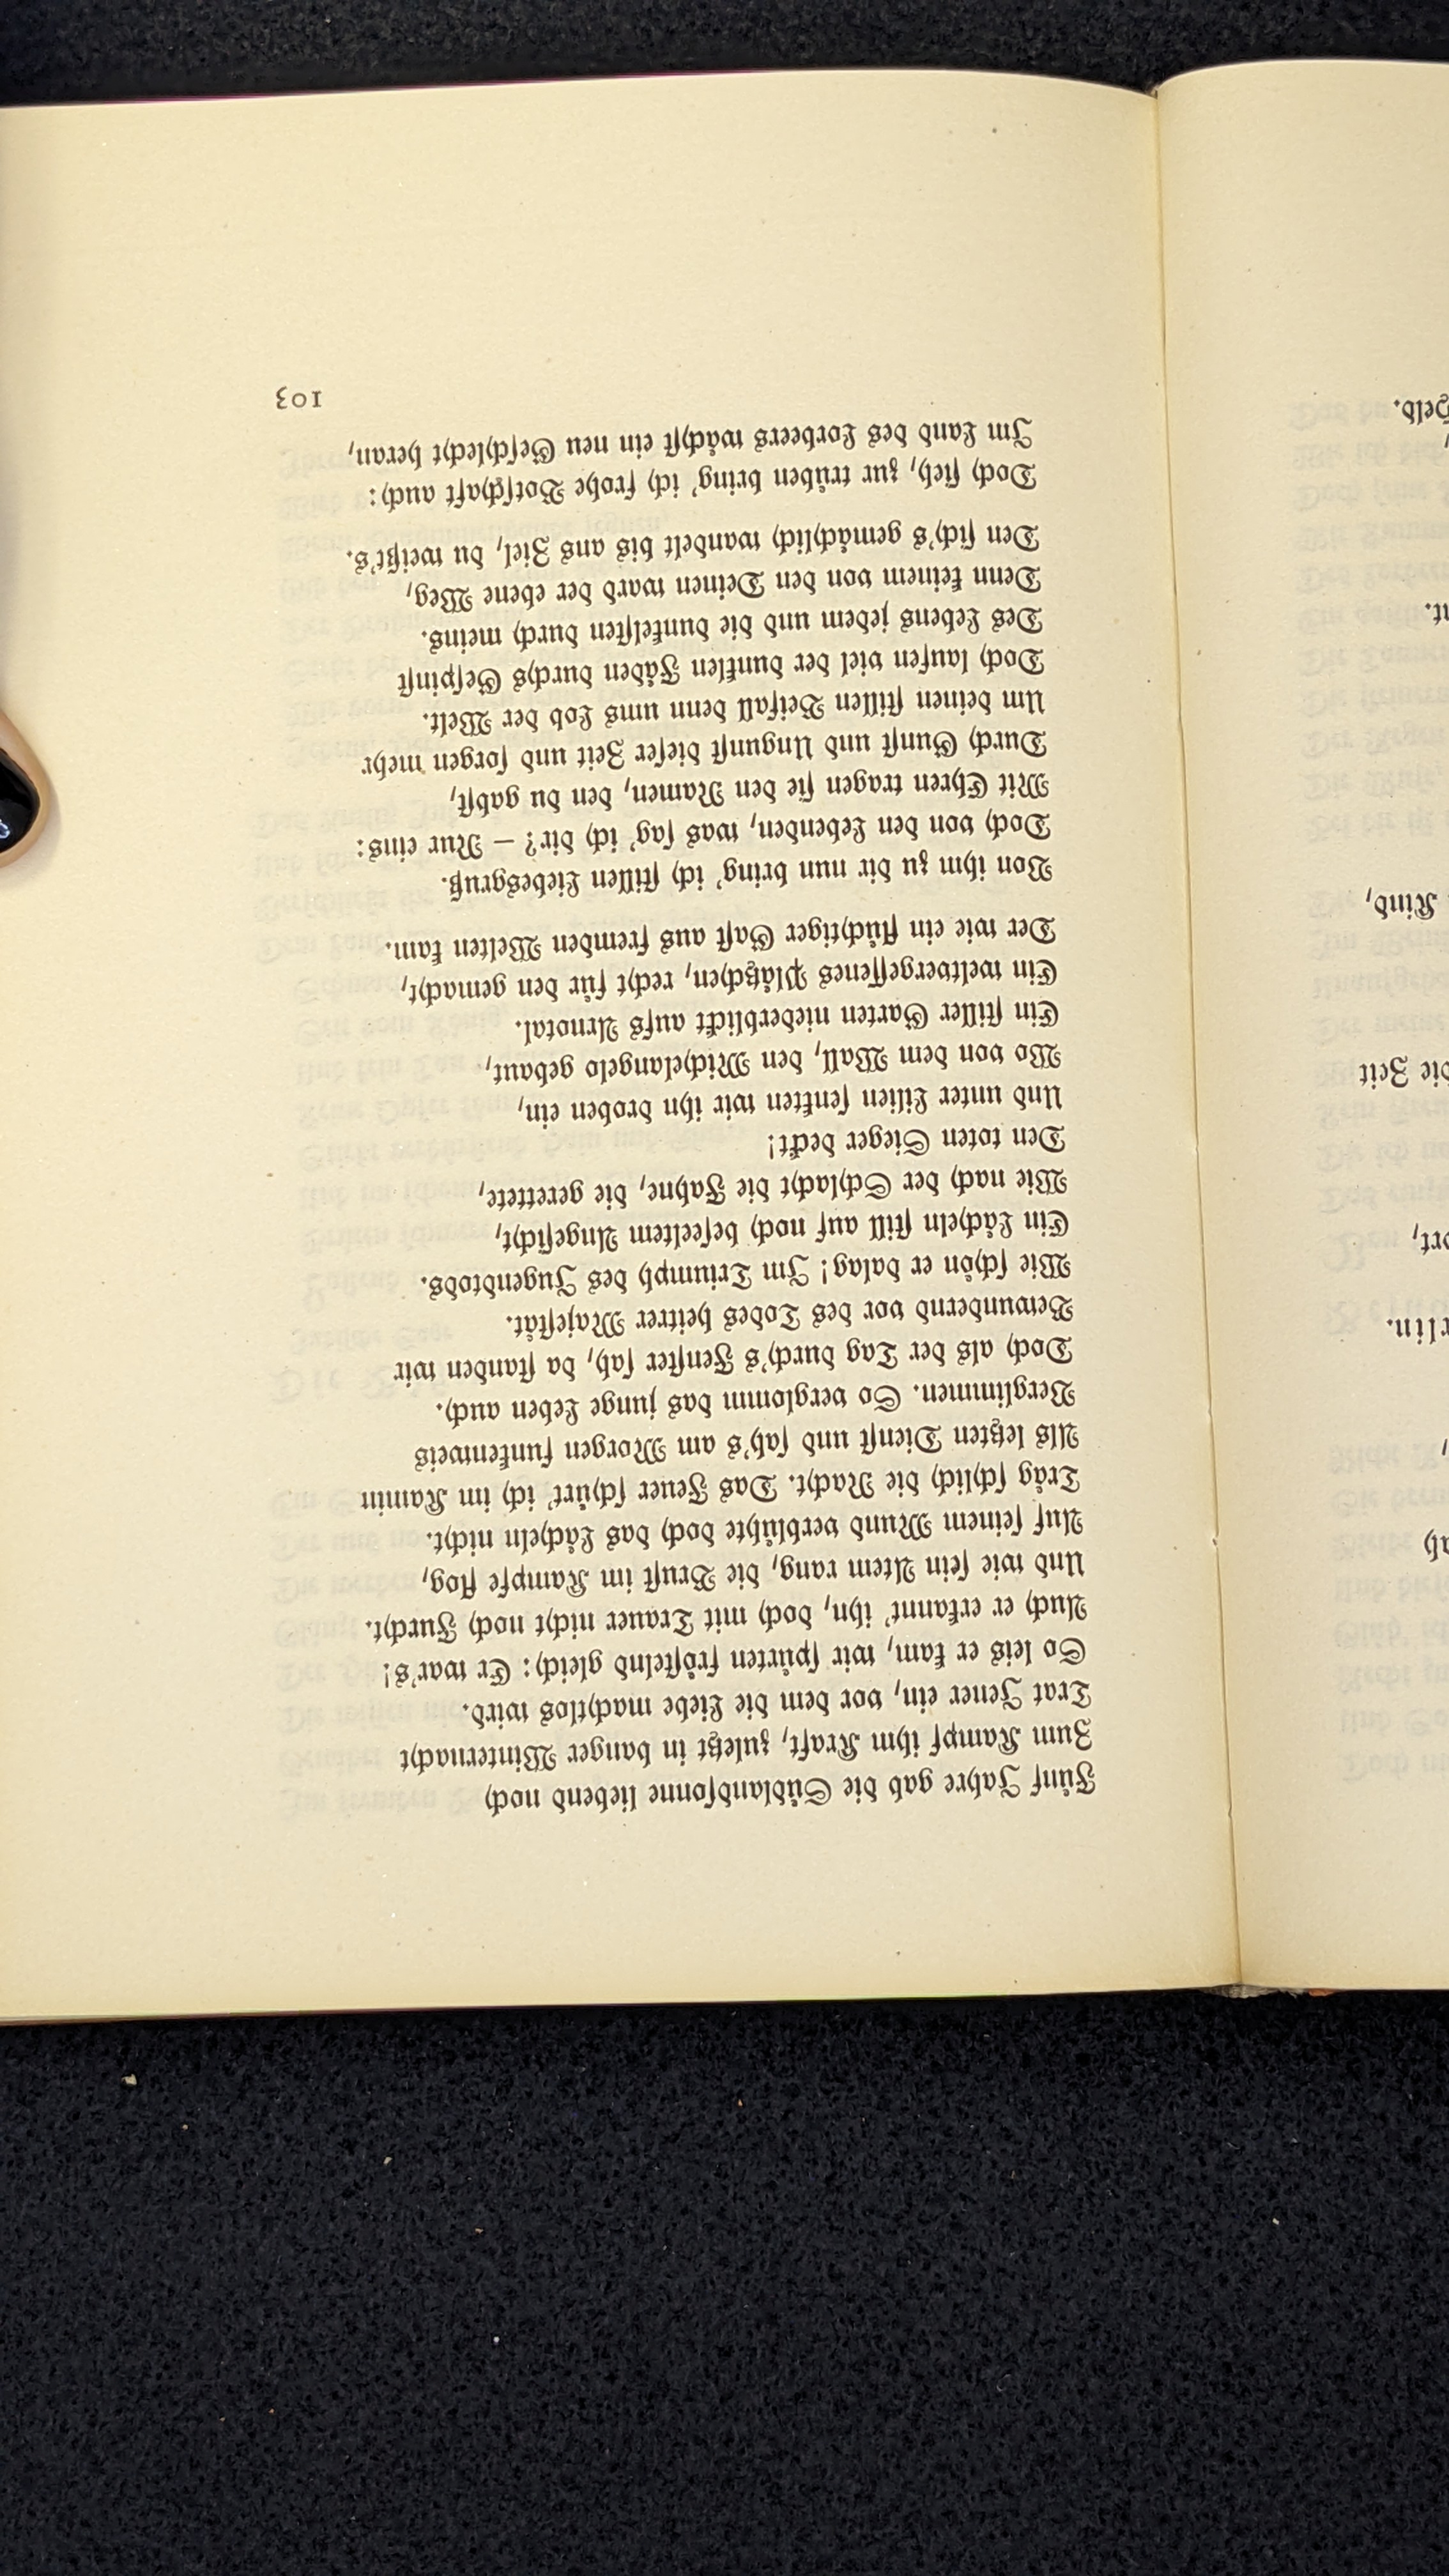 Fünf Jahre gab die Südlandsonne liebend noch
Zum Kampf ihm Kraft, zuletzt in banger Winternacht
Trat Jener ein, vor dem die Liebe machtlos wird.
So leis er kam, wir spürten fröstelnd gleich: Er war's!
Auch er erkannt' ihn, doch mit Trauer nicht noch Furcht.
Und wie sein Atem rang, die Brust im Kampfe flog,
Auf seinem Mund verblühte doch das Lächeln nicht.
Träg schlich die Nacht. Das Feuer schürt' ich im Kamin
Als letzten Dienst und sah's am Morgen funkenweis
Verglimmen. So verglomm das junge Leben auch.
Doch als der Tag durch's Fenster sah, da standen wir
Bewundernd vor des Todes heitrer Majestät.
Wie schön er dalag! Im Triumph des Jugendtods.
Ein Lächeln still auf noch beseeltem Angesicht,
Wie nach der Schlacht die Fahne, die gerettete,
Den toten Sieger deckt!
Und unter Lilien senkten wir ihn droben ein,
Wo von dem Wall, den Michelangelo gebaut,
Ein stiller Garten niederblickt aufs Arnotal.
Ein weltvergessenes Plätzchen, recht für den gemacht,
Der wie ein flüchtiger Gast aus fremden Welten kam.
Von ihm zu dir nun bring' ich stillen Liebesgruß.
Doch von den Lebenden, was sag' ich dir? – Nur eins:
Mit Ehren tragen sie den Namen, den du gabst,
Durch Gunst und Ungunst dieser Zeit und sorgen mehr
Um deinen stillen Beifall denn ums Lob der Welt.
Doch laufen viel der dunklen Fäden durchs Gespinst
Des Lebens jedem und die dunkelsten durch meins.
Denn keinem von den Deinen ward der ebene Weg,
Den sich's gemächlich wandelt bis ans Ziel, du weißt's.
Doch sieh, zur trüben bring' ich frohe Botschaft auch:
Im Land des Lorbeers wächst ein neu Geschlecht heran,
103
Kind,
die Zeit